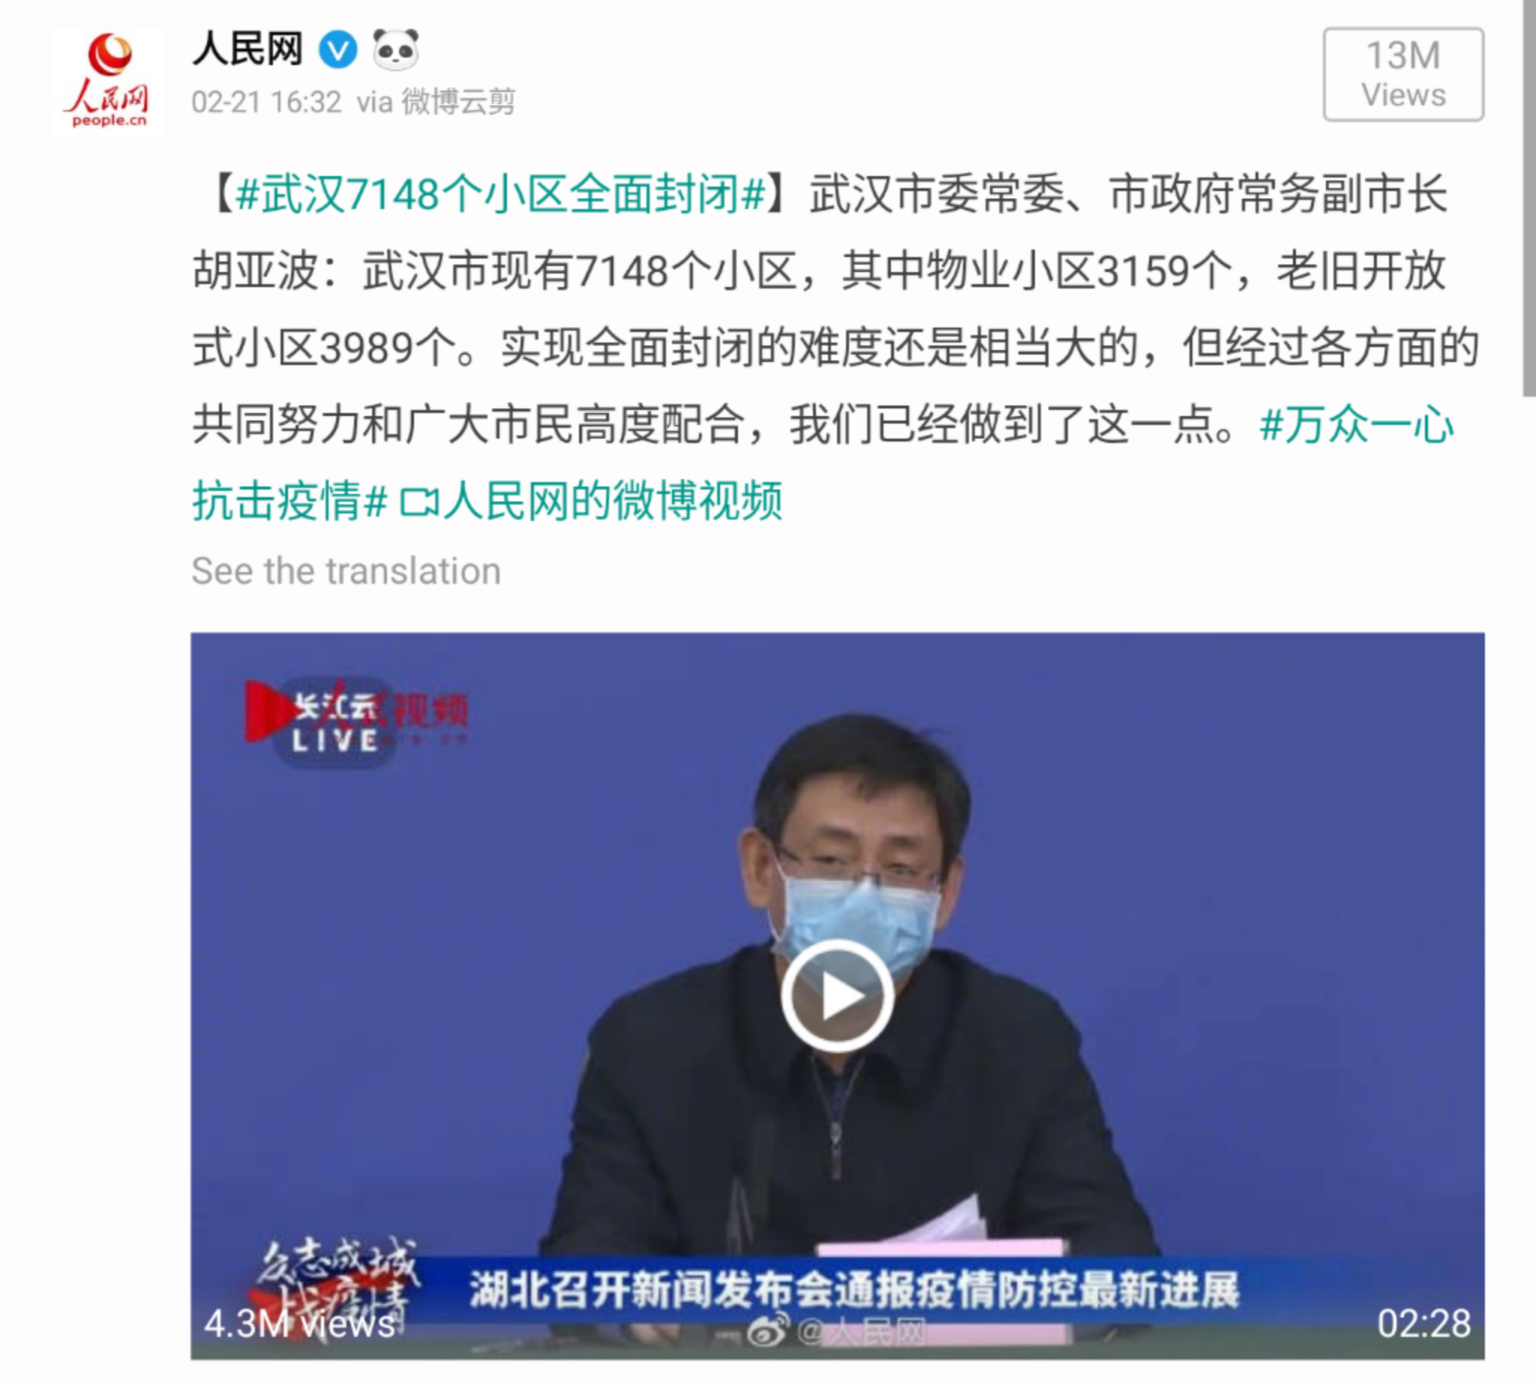 人民网
people.cn
人民网
02-21 16:32 via 微博云剪
13M
Views
【#武汉7148个小区全面封闭#】武汉市委常委、市政府常务副市长
胡亚波：武汉市现有7148个小区，其中物业小区3159个，老旧开放
式小区3989个。实现全面封闭的难度还是相当大的，但经过各方面的
共同努力和广大市民高度配合，我们已经做到了这一点。#万众一心
抗击疫情# 人民网的微博视频
See the translation
长江云
LIVE
视频
众志成城
湖北召开新闻发布会通报疫情防控最新进展
4.3M views
@人民网
02:28